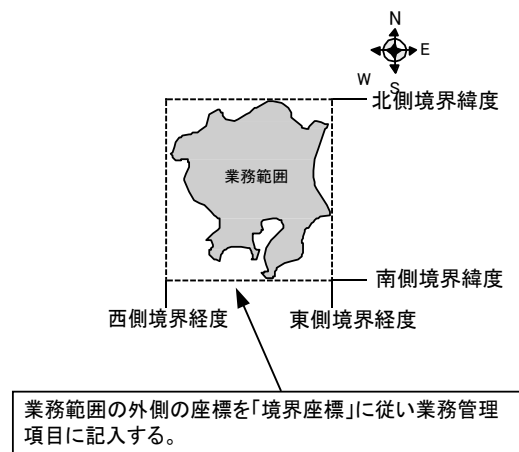 N
E
W
S
北側境界緯度
業務範囲
南側境界緯度
西側境界経度 東側境界経度
業務範囲の外側の座標を「境界座標」に従い業務管理
項目に記入する。